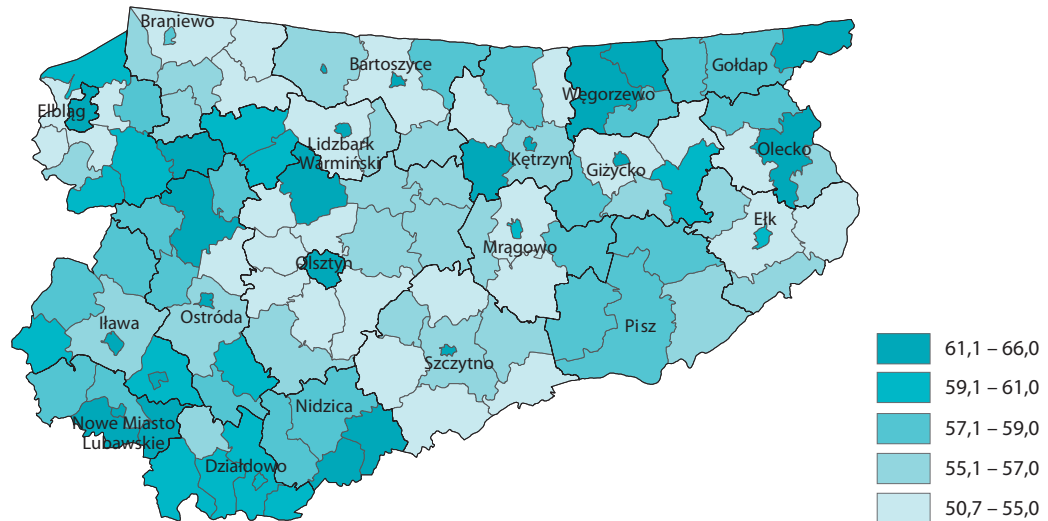 Braniewo
Gołdap
Bartoszyce
Węgorzewo
Elbląg
Lidzbark
Warmiński
Kętrzyn
Giżycko
Olecko
Ełk
Mrągowo
Olsztyn
Ostróda
Iława
Pisz
Szczytno
Nidzica
Nowe Miasto
Lubawskie
Działdowo
61,1 – 66,0
59,1 – 61,0
57,1 – 59,0
55,1 – 57,0
50,7 – 55,0